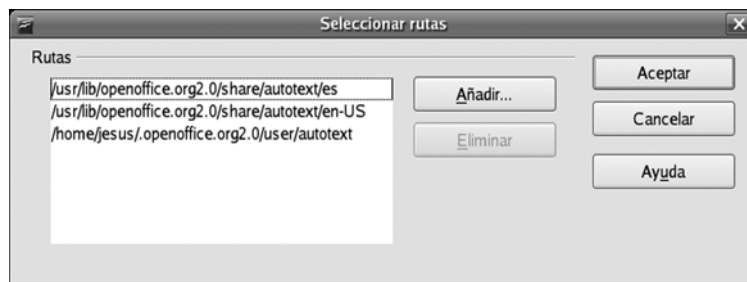 Seleccionar rutas
Rutas
/usr/lib/openoffice.org2.0/share/autotext/es
/usr/lib/openoffice.org2.0/share/autotext/en-US
/home/jesus/.openoffice.org2.0/user/autotext
Añadir...
Eliminar
Aceptar
Cancelar
Ayuda